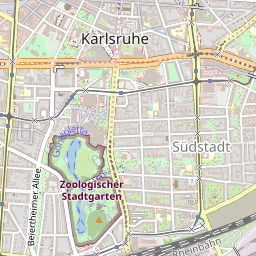 Karlsruhe
Südstadt
Zoologischer
Stadtgarten
Beiertheimer Allee
Rheinbahn